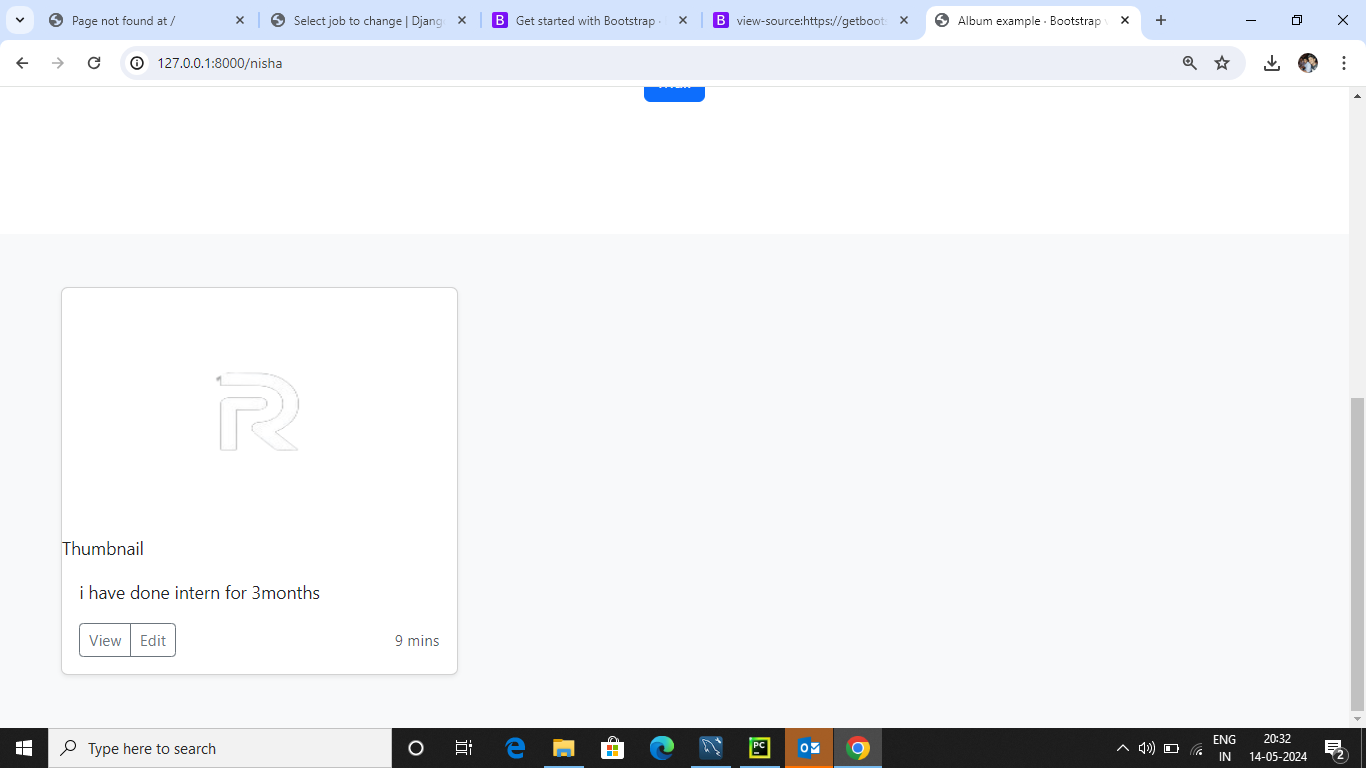 Page not found at /
Select job to change | Djang
Get started with Bootstrap ·
view-source:https://getboots
Album example · Bootstrap v
127.0.0.1:8000/nisha
R
Thumbnail
i have done intern for 3months
View
Edit
9 mins
Type here to search
PC
ENG
IN
20:32
14-05-2024
2